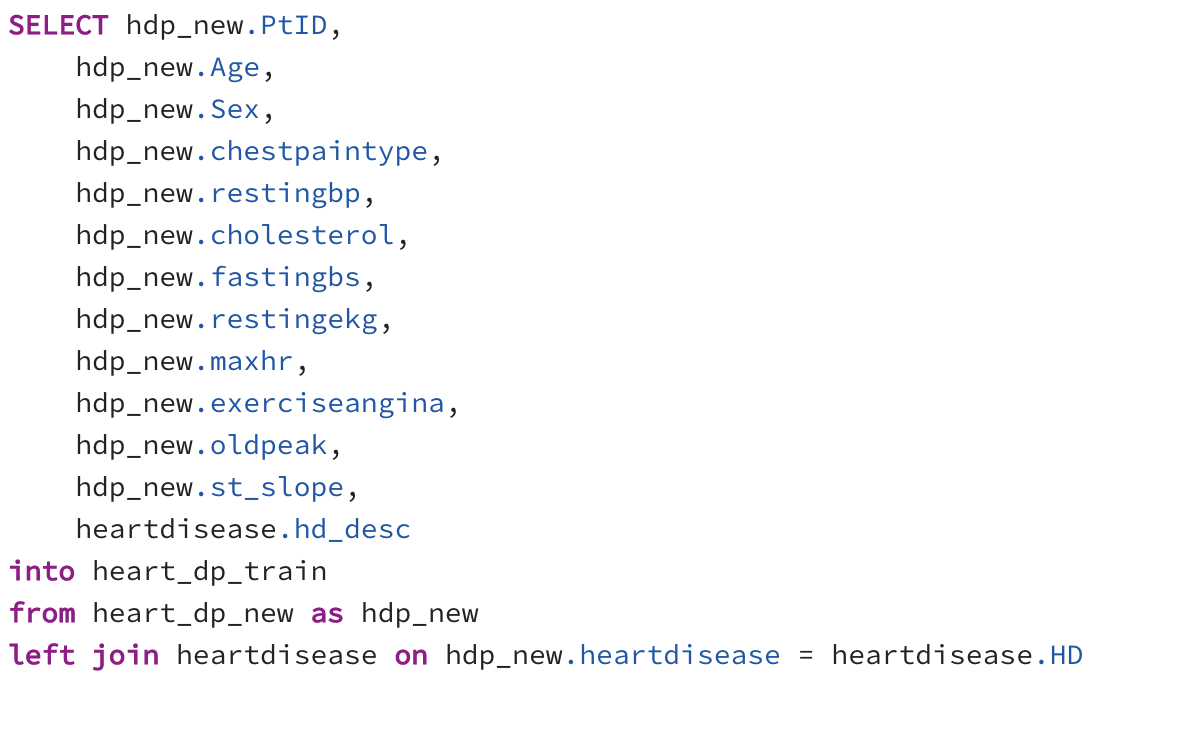 SELECT hdp_new.PtID,
    hdp_new.Age,
    hdp_new.Sex,
    hdp_new.chestpaintype,
    hdp_new.restingbp,
    hdp_new.cholesterol,
    hdp_new.fastingbs,
    hdp_new.restingekg,
    hdp_new.maxhr,
    hdp_new.exerciseangina,
    hdp_new.oldpeak,
    hdp_new.st_slope,
    heartdisease.hd_desc
into heart_dp_train
from heart_dp_new as hdp_new
left join heartdisease on hdp_new.heartdisease = heartdisease.HD